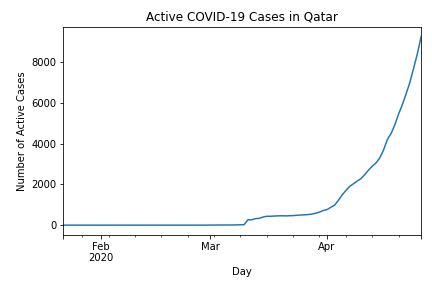 Active COVID-19 Cases in Qatar
8000
6000
4000
2000
0
Number of Active Cases
Feb
2020
Mar
Apr
Day